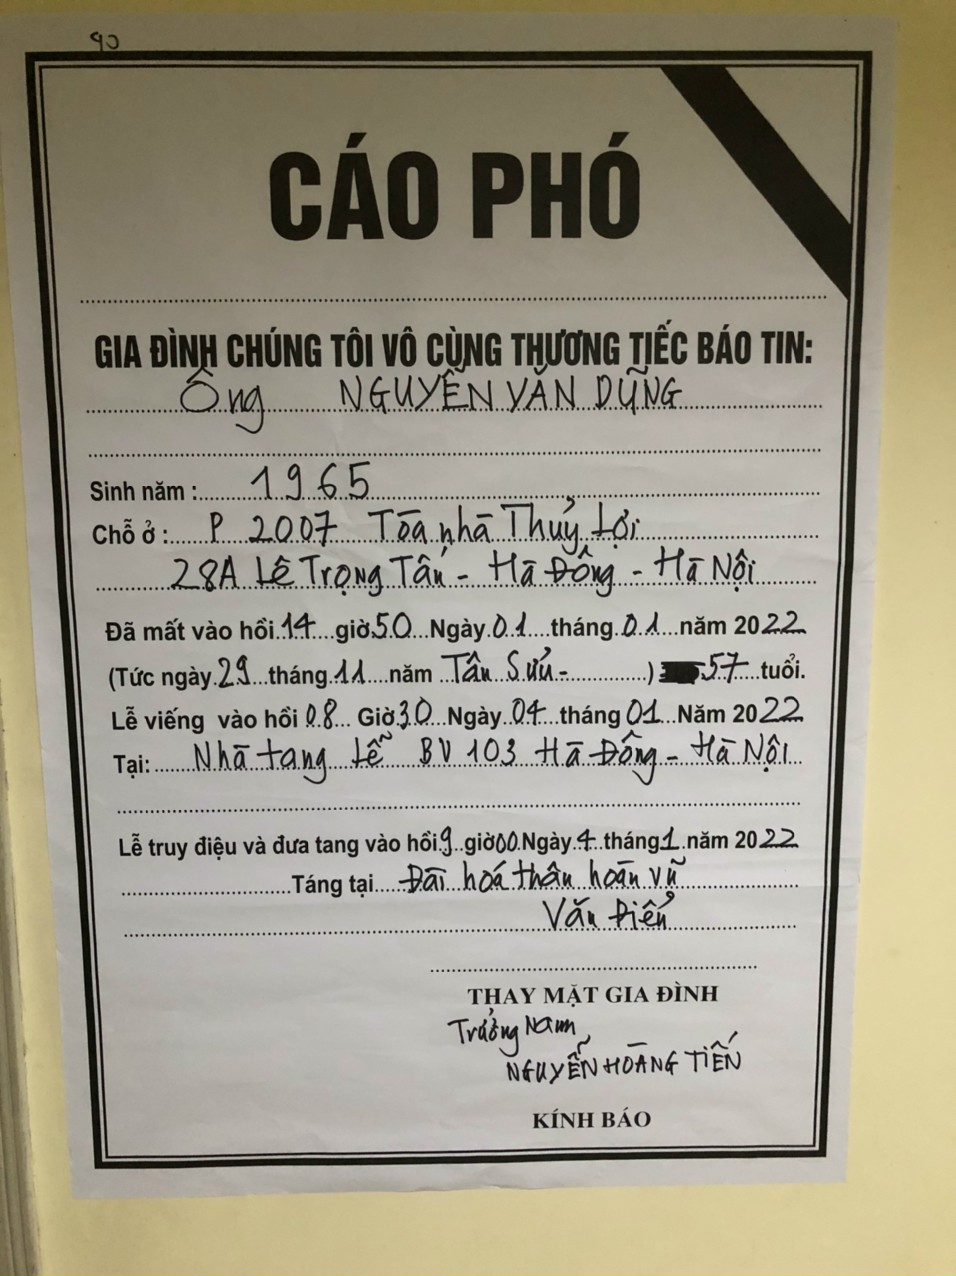 90
CÁO PHÓ
GIA ĐÌNH CHÚNG TÔI VÔ CÙNG THƯƠNG TIẾC BÁO TIN:
Ông NGUYỄN VĂN DŨNG
Sinh năm : 1965
Chỗ ở : P 2007 Tòa nhà Thủy Lợi
28A Lê Trọng Tấn - Hà Đông - Hà Nội
Đã mất vào hồi 14 giờ 50 Ngày 01 tháng 01 năm 2022
(Tức ngày 29 tháng 11 năm Tân Sửu - ) 57 tuổi.
Lễ viếng vào hồi 08 Giờ 30 Ngày 04 tháng 01 Năm 2022
Tại: Nhà tang Lễ BV 103 Hà Đông - Hà Nội
Lễ truy điệu và đưa tang vào hồi 9 giờ 00 Ngày 4 tháng 1 năm 2022
Táng tại Đài hoá thân hoàn vũ
Văn Điển
THAY MẶT GIA ĐÌNH
Trưởng Nam
NGUYỄN HOÀNG TIẾN
KÍNH BÁO